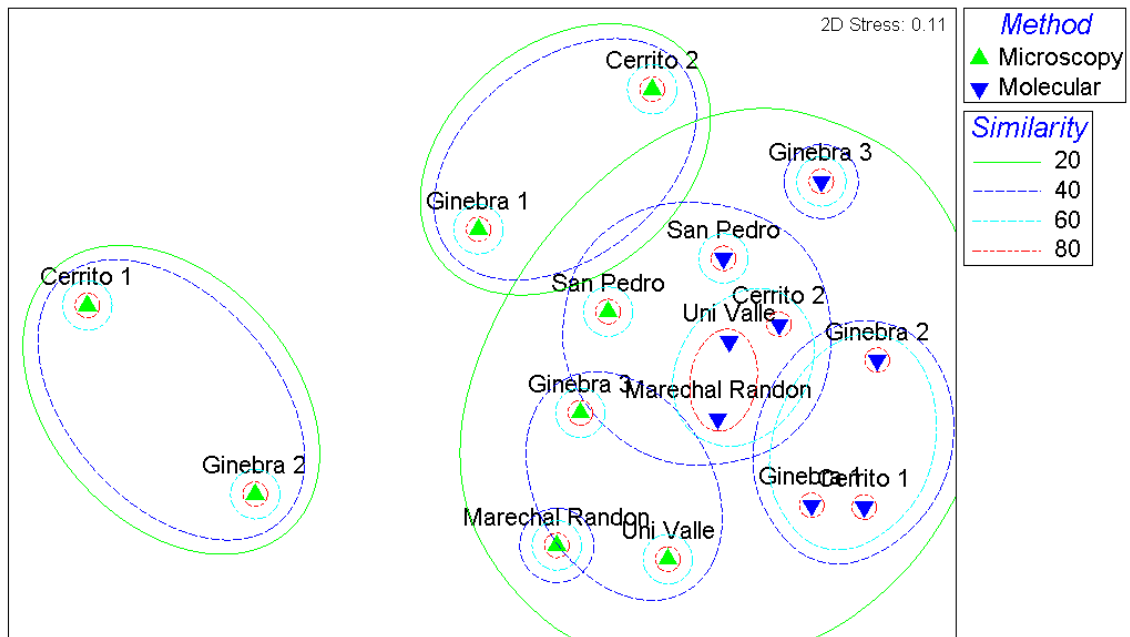 2D Stress: 0.11
Method
Microscopy
Molecular
Similarity
20
40
60
80
Cerrito 2
Ginebra 3
Ginebra 1
San Pedro
Cerrito 1
San Pedro
Cerrito 2
Uni Valle
Ginebra 2
Ginebra 3
Marechal Randon
Ginebra 2
Ginebra 1
Cerrito 1
Marechal Randon
Uni Valle